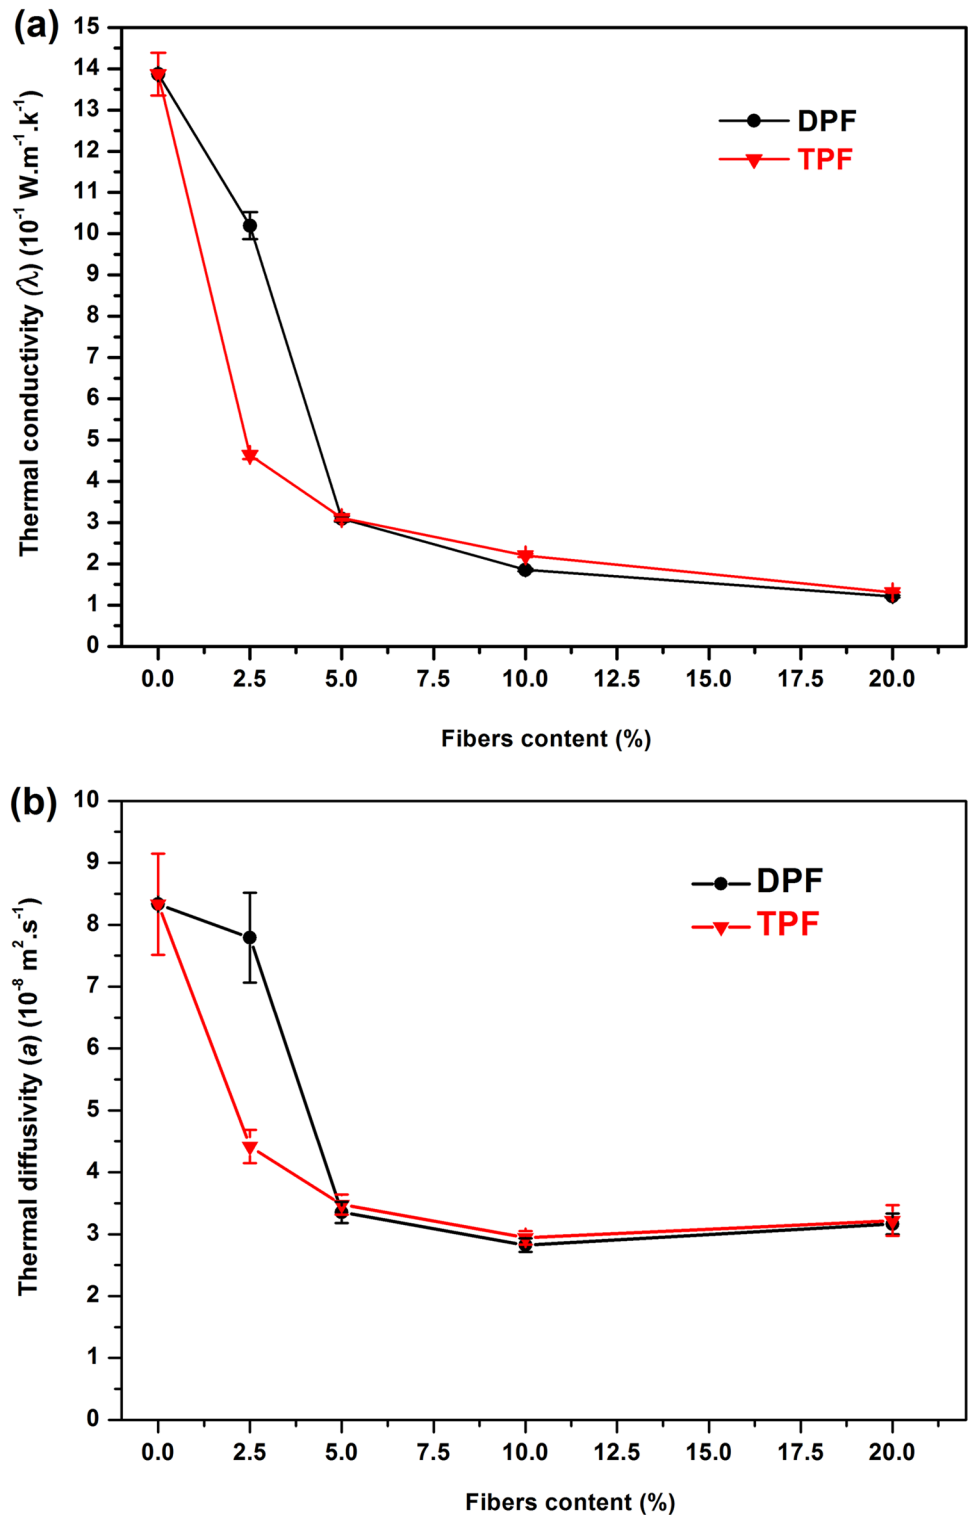 (a)
15
14
13
12
11
10
9
8
7
6
5
4
3
2
1
0
Thermal conductivity (λ) (10⁻¹ W.m⁻¹.k⁻¹)
DPF
TPF
0.0 2.5 5.0 7.5 10.0 12.5 15.0 17.5 20.0
Fibers content (%)
(b)
10
9
8
7
6
5
4
3
2
1
0
Thermal diffusivity (a) (10⁻⁸ m².s⁻¹)
DPF
TPF
0.0 2.5 5.0 7.5 10.0 12.5 15.0 17.5 20.0
Fibers content (%)